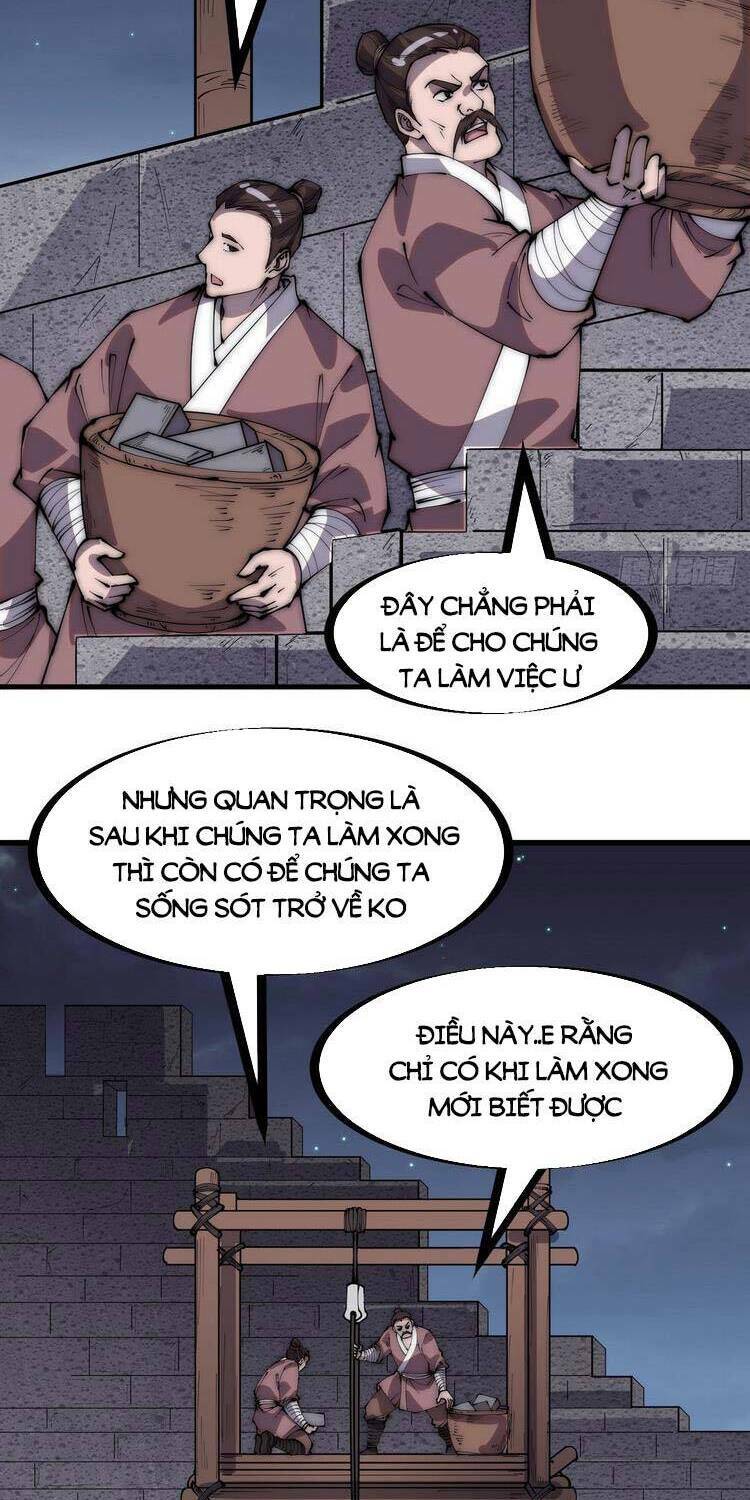 ĐÂY CHẲNG PHẢI
LÀ ĐỂ CHO CHÚNG
TA LÀM VIỆC Ư
NHƯNG QUAN TRỌNG LÀ
SAU KHI CHÚNG TA LÀM XONG
THÌ CÒN CÓ ĐỂ CHÚNG TA
SỐNG SÓT TRỞ VỀ KO
ĐIỀU NÀY..E RẰNG
CHỈ CÓ KHI LÀM XONG
MỚI BIẾT ĐƯỢC